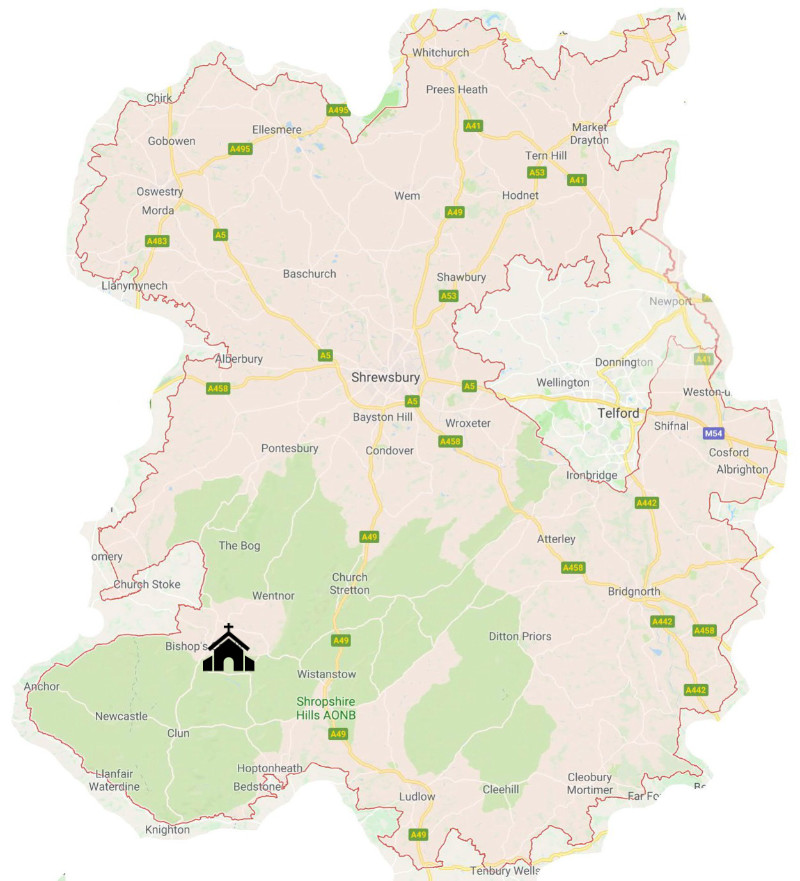 M
Whitchurch
Prees Heath
Chirk
A495
A41
Market
Drayton
Ellesmere
Gobowen
A495
Tern Hill
A53
A41
Oswestry
Wem
Hodnet
Morda
A49
A5
A483
Baschurch
Shawbury
Llanymynech
A53
Newport
Alberbury
A5
A41
Donnington
Shrewsbury
Wellington
A458
A5
Weston-u
A5
Telford
Bayston Hill
Wroxeter
Shifnal
M54
A458
Pontesbury
Condover
Cosford
Albrighton
Ironbridge
A442
The Bog
A49
Atterley
omery
A458
Church Stoke
Church
Stretton
Wentnor
Bridgnorth
A442
A458
Bishop's
A49
Ditton Priors
Wistanstow
Anchor
A442
Shropshire
Hills AONB
Newcastle
Clun
A49
Hoptonheath
Llanfair
Waterdine
Bedstone
Cleobury
Mortimer
Cleehill
Ludlow
Far Fo
Knighton
A49
Tenbury Wells